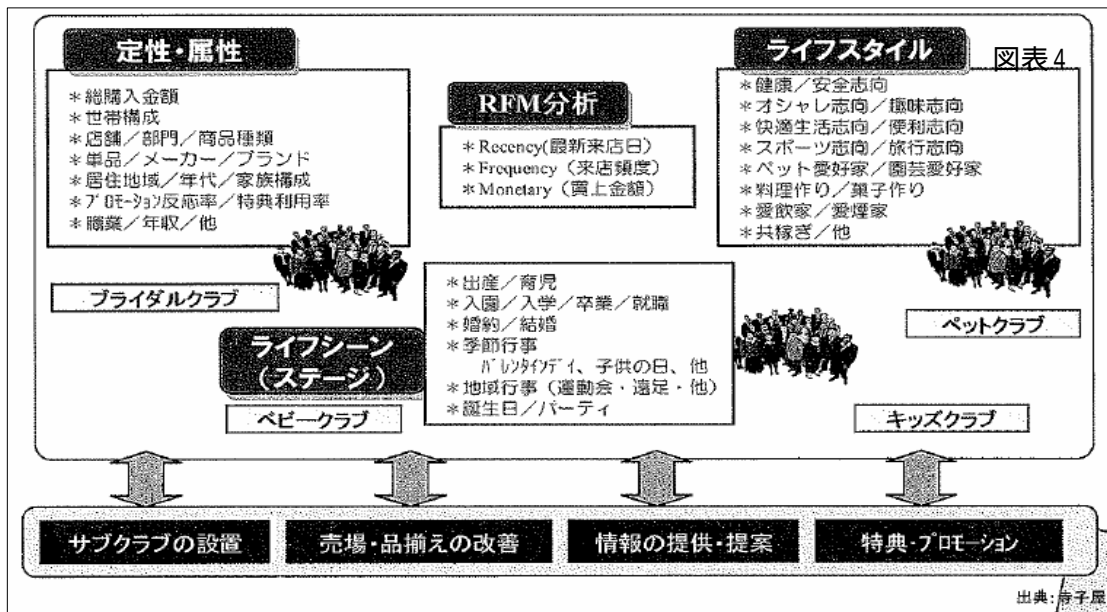 図表4
定性・属性
＊総購入金額
＊世帯構成
＊店舗／部門／商品種類
＊単品／メーカー／ブランド
＊居住地域／年代／家族構成
＊ﾌﾟﾛﾓｰｼｮﾝ反応率／特典利用率
＊職業／年収／他
RFM分析
＊Recency(最新来店日)
＊Frequency（来店頻度）
＊Monetary（買上金額）
ライフスタイル
＊健康／安全志向
＊オシャレ志向／趣味志向
＊快適生活志向／便利志向
＊スポーツ志向／旅行志向
＊ペット愛好家／園芸愛好家
＊料理作り／菓子作り
＊愛飲家／愛煙家
＊共稼ぎ／他
ブライダルクラブ
ライフシーン
（ステージ）
＊出産／育児
＊入園／入学／卒業／就職
＊婚約／結婚
＊季節行事
ﾊﾞﾚﾝﾀｲﾝﾃﾞｲ、子供の日、他
＊地域行事（運動会・遠足・他）
＊誕生日／パーティ
ペットクラブ
ベビークラブ
キッズクラブ
サブクラブの設置
売場・品揃えの改善
情報の提供・提案
特典・プロモーション
出典：寺子屋